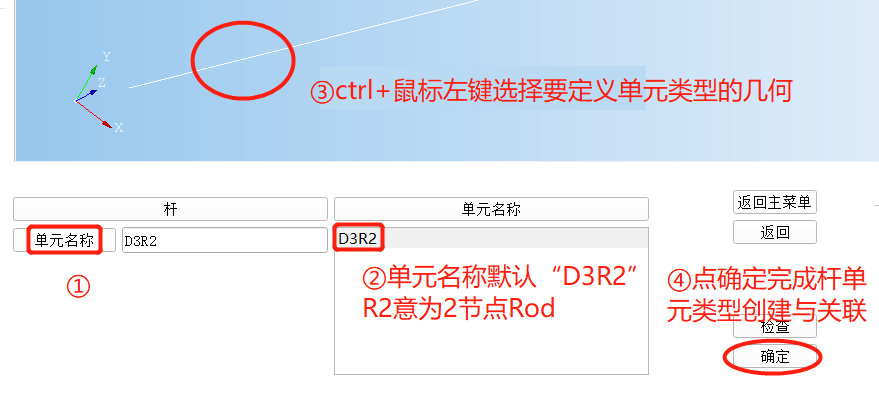 Y
Z
X
③ctrl+鼠标左键选择要定义单元类型的几何
杆
单元名称
返回主菜单
单元名称
D3R2
D3R2
返回
①
②单元名称默认“D3R2”
R2意为2节点Rod
④点确定完成杆单
元类型创建与关联
检查
确定